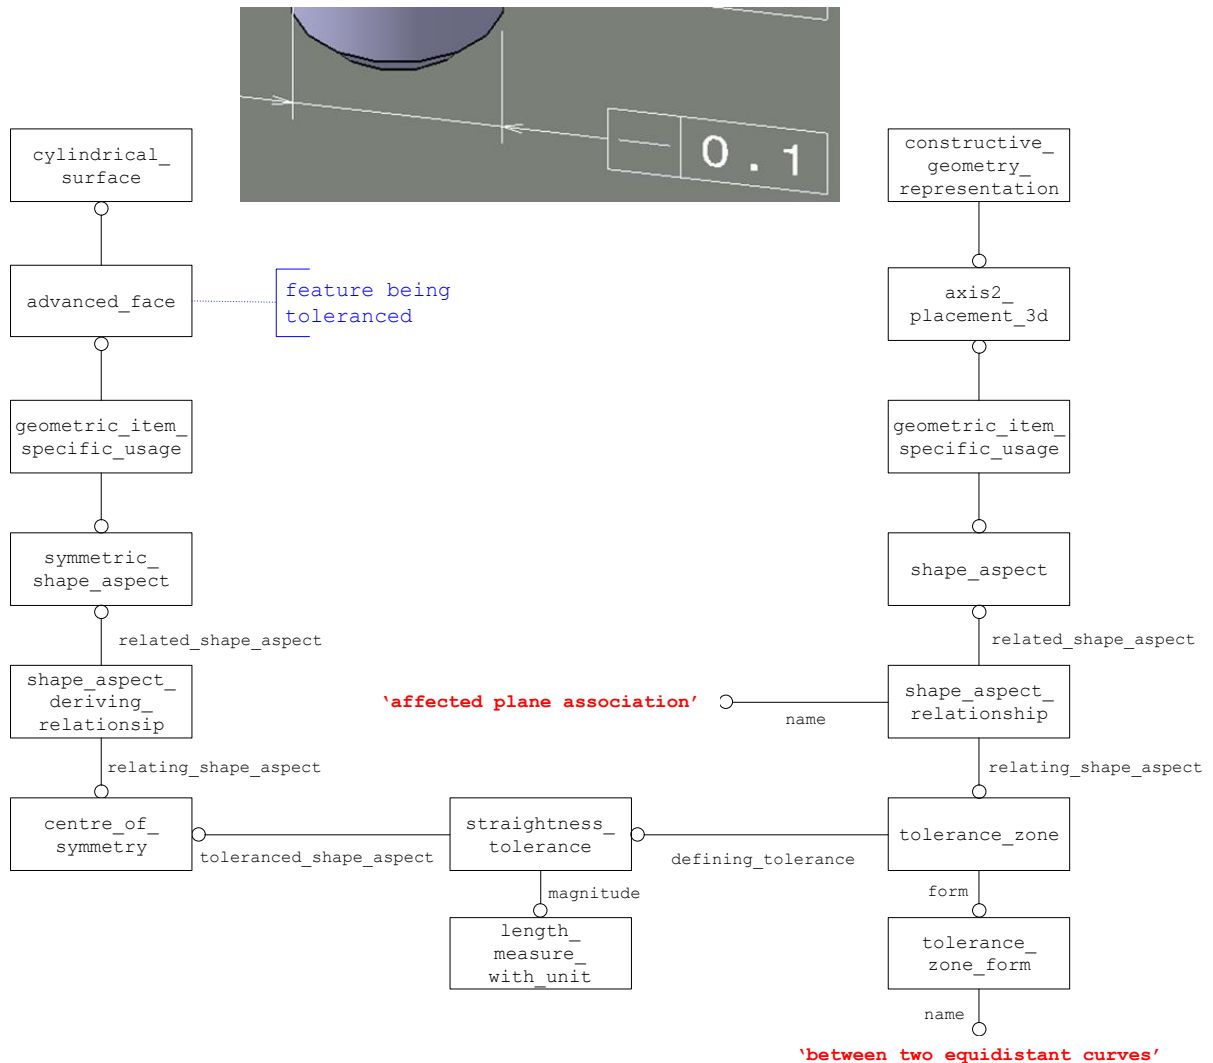 0.1
cylindrical_
surface
constructive_
geometry_
representation
advanced_face
feature being
toleranced
axis2_
placement_3d
geometric_item_
specific_usage
geometric_item_
specific_usage
symmetric_
shape_aspect
shape_aspect
related_shape_aspect
related_shape_aspect
shape_aspect_
deriving_
relationsip
‘affected plane association’
name
shape_aspect_
relationship
relating_shape_aspect
relating_shape_aspect
centre_of_
symmetry
toleranced_shape_aspect
straightness_
tolerance
defining_tolerance
tolerance_zone
magnitude
form
length_
measure_
with_unit
tolerance_
zone_form
name
‘between two equidistant curves’